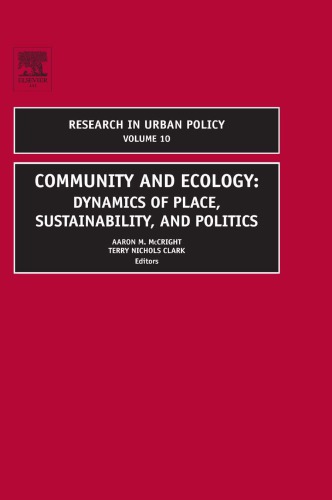 ELSEVIER
RESEARCH IN URBAN POLICY
VOLUME 10
COMMUNITY AND ECOLOGY:
DYNAMICS OF PLACE,
SUSTAINABILITY, AND POLITICS
AARON M. McCRIGHT
TERRY NICHOLS CLARK
Editors